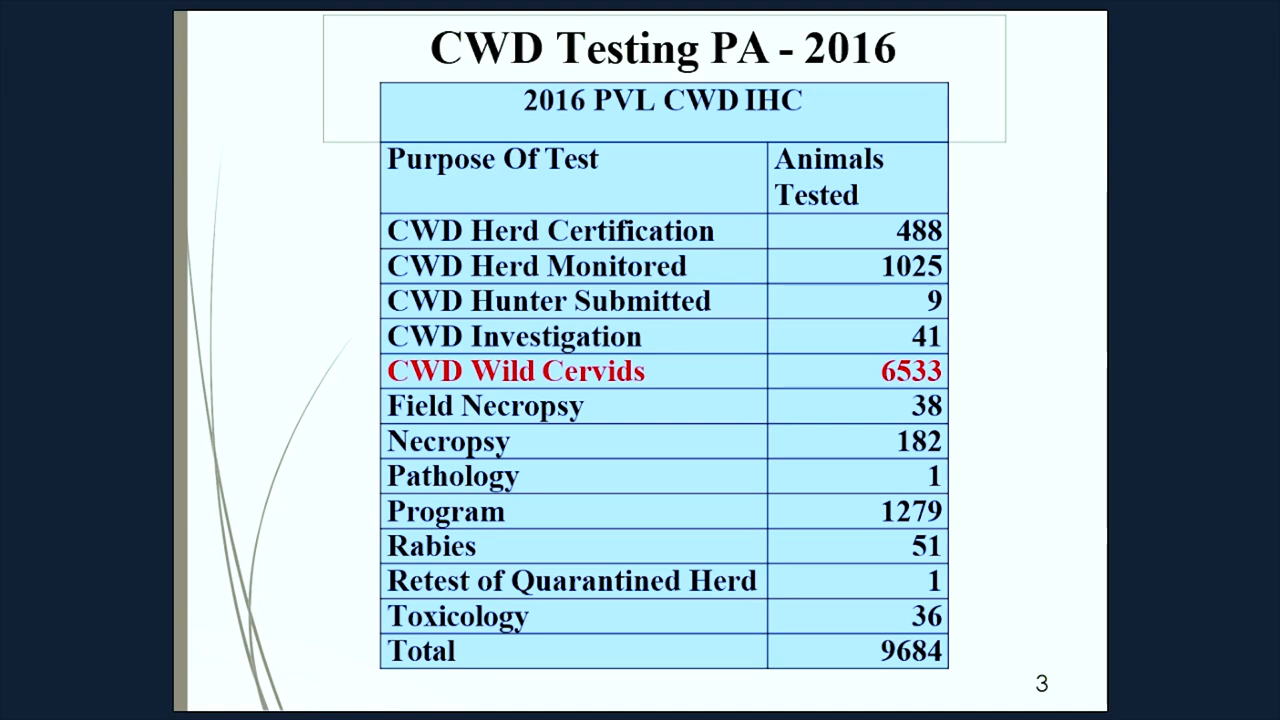 CWD Testing PA - 2016
2016 PVL CWD IHC
Purpose Of Test Animals Tested
CWD Herd Certification 488
CWD Herd Monitored 1025
CWD Hunter Submitted 9
CWD Investigation 41
CWD Wild Cervids 6533
Field Necropsy 38
Necropsy 182
Pathology 1
Program 1279
Rabies 51
Retest of Quarantined Herd 1
Toxicology 36
Total 9684
3